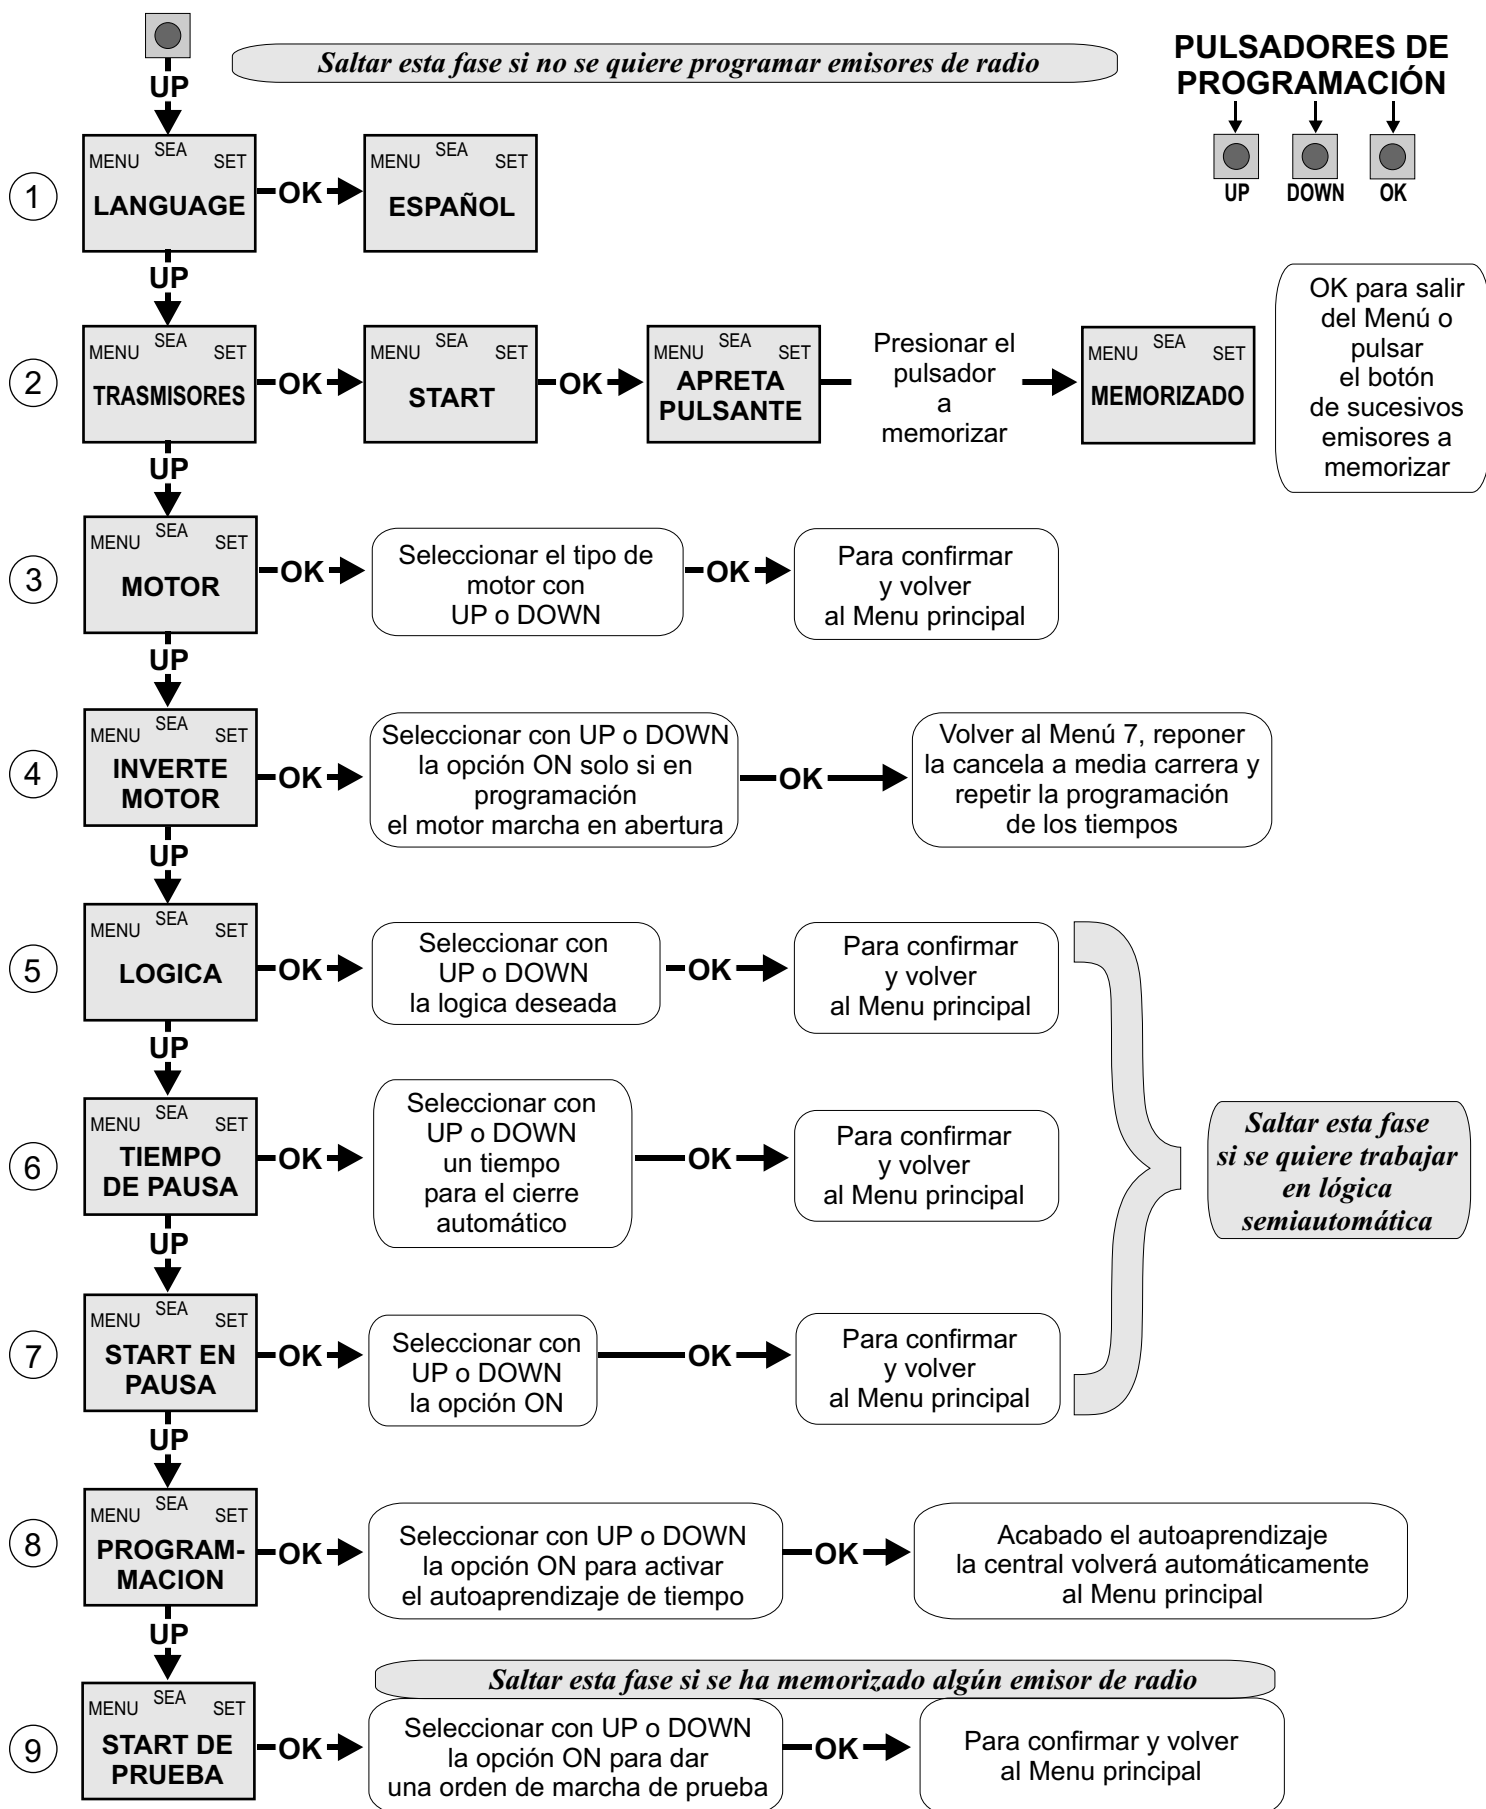 UP
Saltar esta fase si no se quiere programar emisores de radio
PULSADORES DE
PROGRAMACIÓN
UP DOWN OK
1
MENU SEA SET
LANGUAGE
OK
MENU SEA SET
ESPAÑOL
UP
2
MENU SEA SET
TRASMISORES
OK
MENU SEA SET
START
OK
MENU SEA SET
APRETA
PULSANTE
Presionar el
pulsador
a
memorizar
MENU SEA SET
MEMORIZADO
OK para salir
del Menú o
pulsar
el botón
de sucesivos
emisores a
memorizar
UP
3
MENU SEA SET
MOTOR
OK
Seleccionar el tipo de
motor con
UP o DOWN
OK
Para confirmar
y volver
al Menu principal
UP
4
MENU SEA SET
INVERTE
MOTOR
OK
Seleccionar con UP o DOWN
la opción ON solo si en
programación
el motor marcha en abertura
OK
Volver al Menú 7, reponer
la cancela a media carrera y
repetir la programación
de los tiempos
UP
5
MENU SEA SET
LOGICA
OK
Seleccionar con
UP o DOWN
la logica deseada
OK
Para confirmar
y volver
al Menu principal
UP
6
MENU SEA SET
TIEMPO
DE PAUSA
OK
Seleccionar con
UP o DOWN
un tiempo
para el cierre
automático
OK
Para confirmar
y volver
al Menu principal
Saltar esta fase
si se quiere trabajar
en lógica
semiautomática
UP
7
MENU SEA SET
START EN
PAUSA
OK
Seleccionar con
UP o DOWN
la opción ON
OK
Para confirmar
y volver
al Menu principal
UP
8
MENU SEA SET
PROGRAM-
MACION
OK
Seleccionar con UP o DOWN
la opción ON para activar
el autoaprendizaje de tiempo
OK
Acabado el autoaprendizaje
la central volverá automáticamente
al Menu principal
UP
Saltar esta fase si se ha memorizado algún emisor de radio
9
MENU SEA SET
START DE
PRUEBA
OK
Seleccionar con UP o DOWN
la opción ON para dar
una orden de marcha de prueba
OK
Para confirmar y volver
al Menu principal